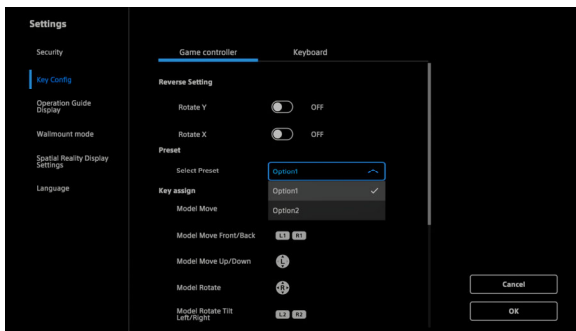 Settings
Security
Key Config
Operation Guide
Display
Wallmount mode
Spatial Reality Display
Settings
Language
Game controller
Keyboard
Reverse Setting
Rotate Y
OFF
Rotate X
OFF
Preset
Select Preset
Option1
Option1
Option2
Key assign
Model Move
Model Move Front/Back
L1 R1
Model Move Up/Down
L
Model Rotate
R
Model Rotate Tilt
Left/Right
L2 R2
Cancel
OK